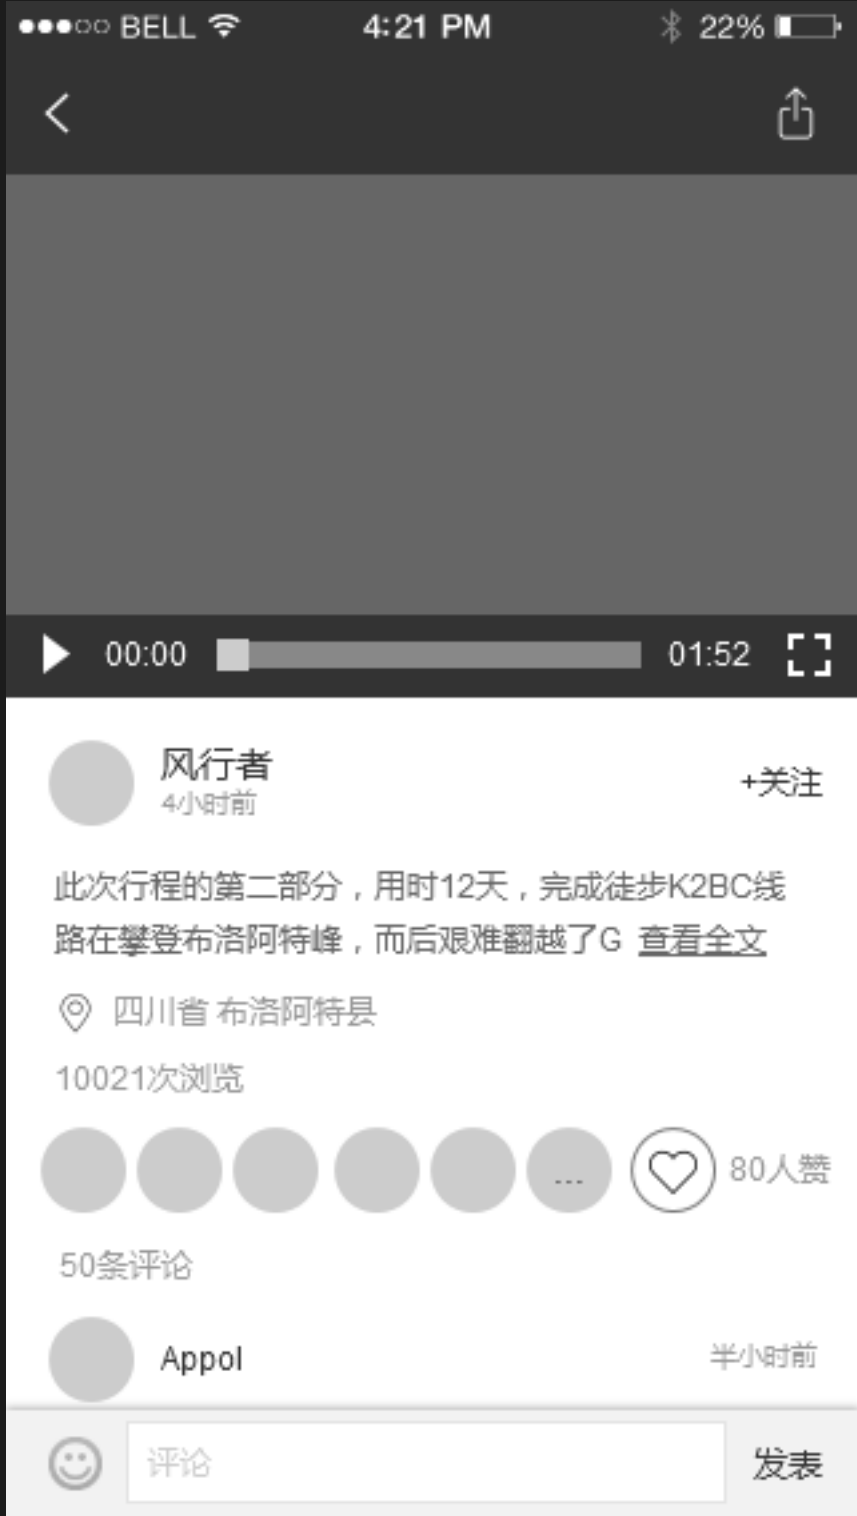 BELL 4:21 PM 22%
00:00 01:52
风行者
4小时前
+关注
此次行程的第二部分，用时12天，完成徒步K2BC线
路在攀登布洛阿特峰，而后艰难翻越了G 查看全文
四川省 布洛阿特县
10021次浏览
... 80人赞
50条评论
Appol 半小时前
评论 发表